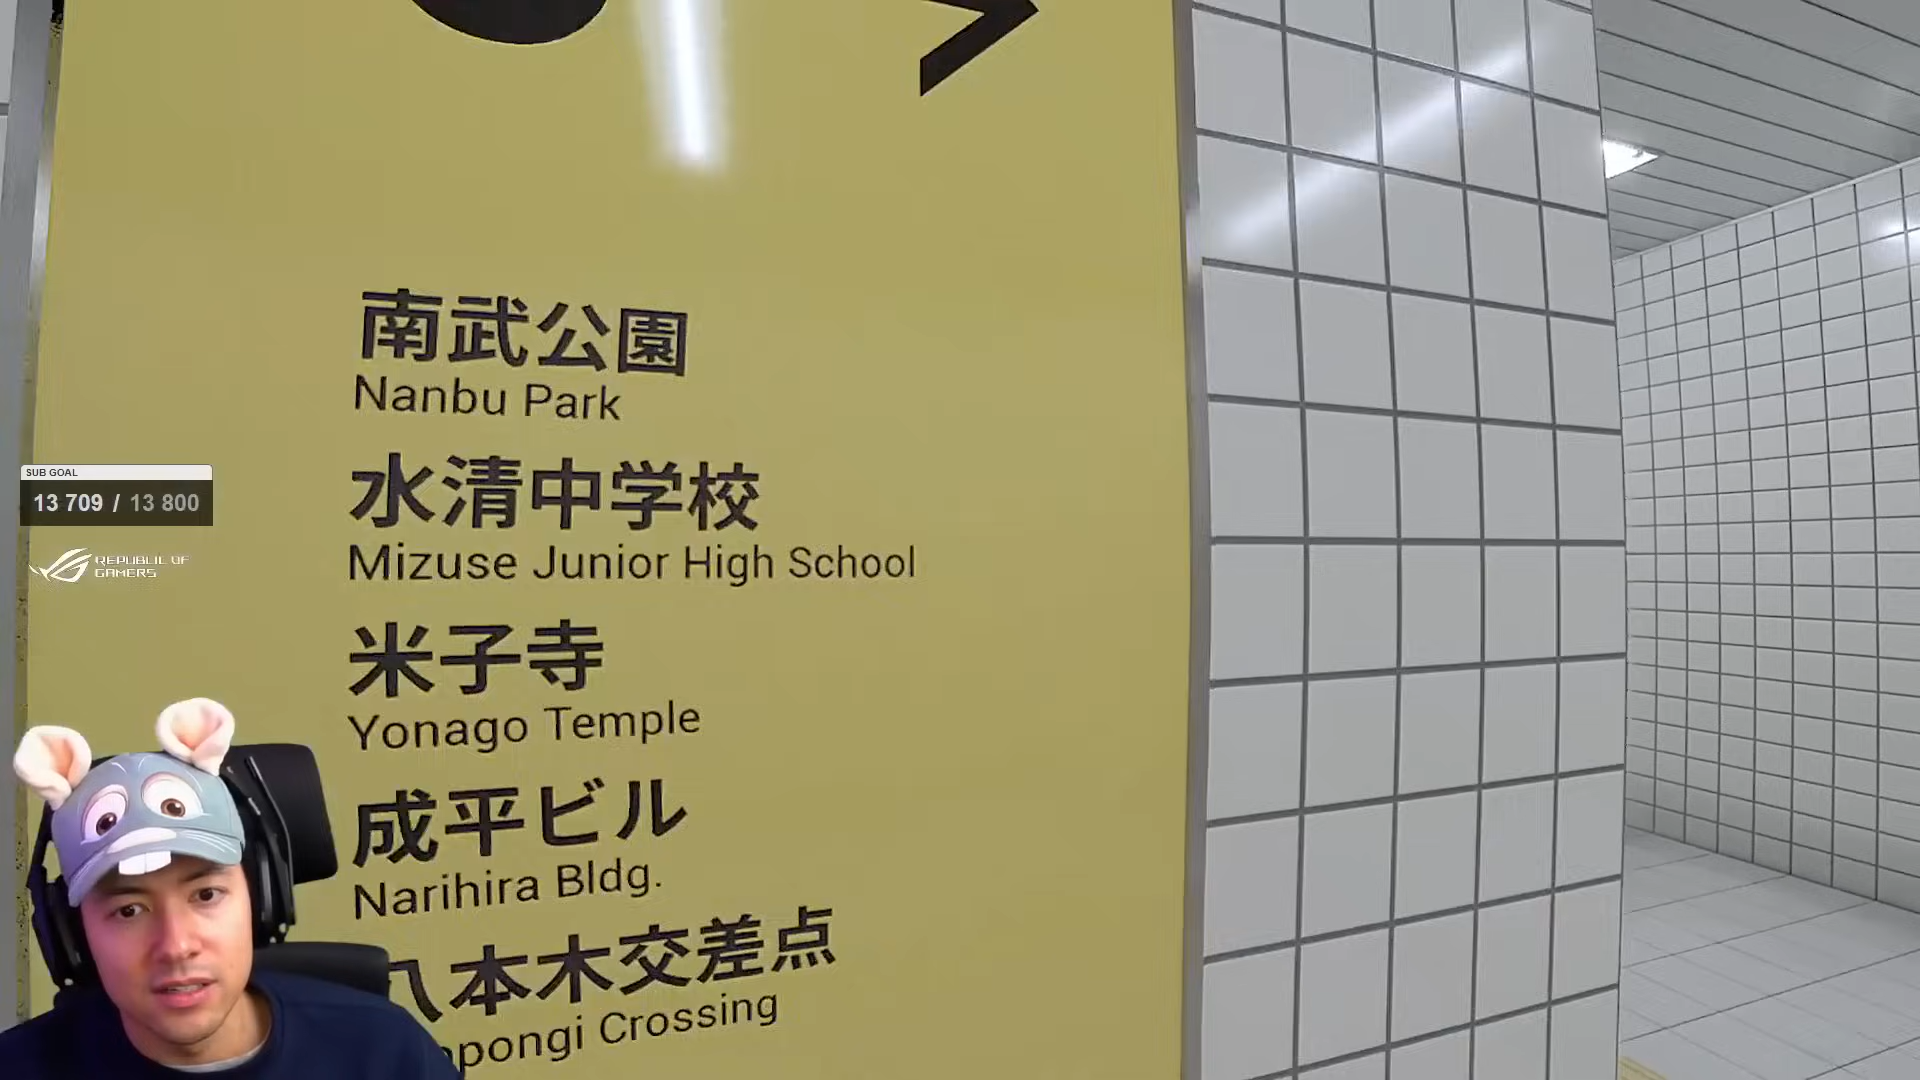 南武公園
Nanbu Park
水清中学校
Mizuse Junior High School
米子寺
Yonago Temple
成平ビル
Narihira Bldg.
八本木交差点
ppongi Crossing
SUB GOAL
13 709 / 13 800
REPUBLIC OF
GAMERS